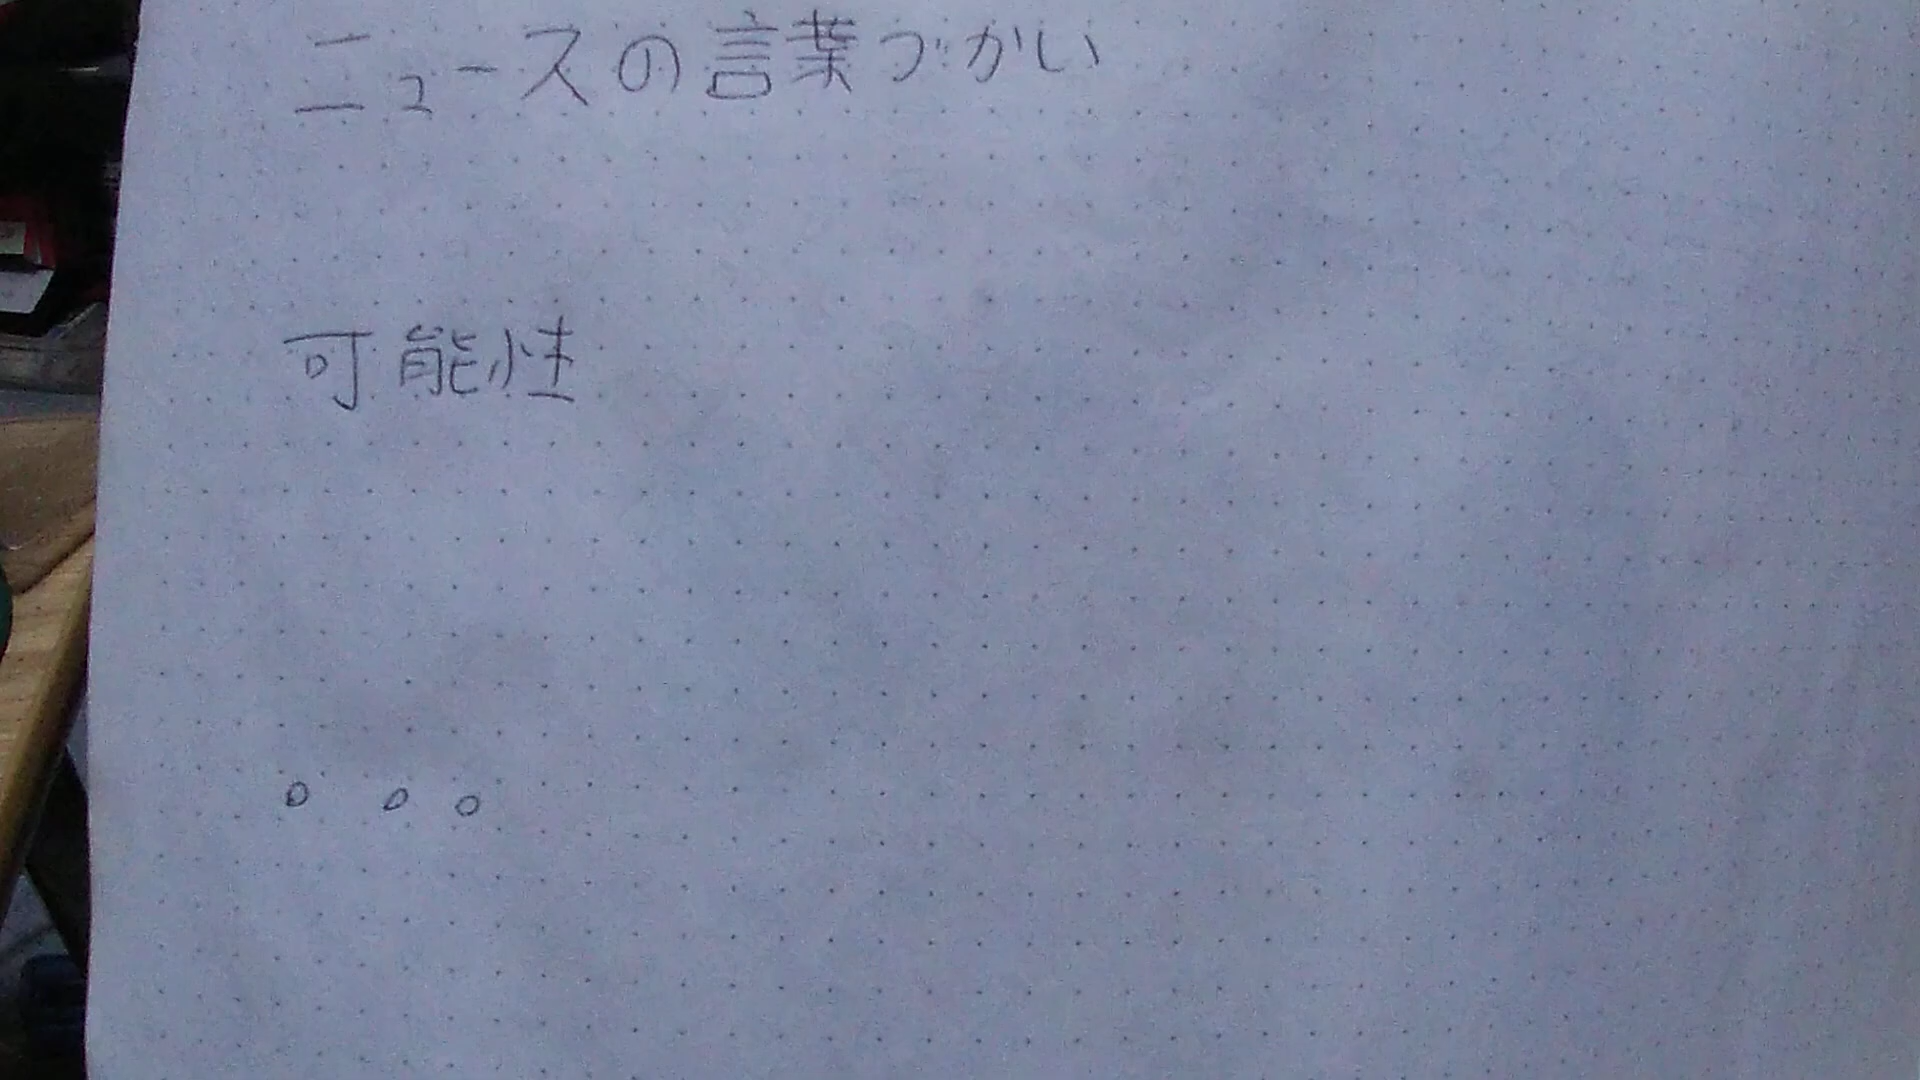 ニュースの言葉づかい
可能性
○ ○ ○